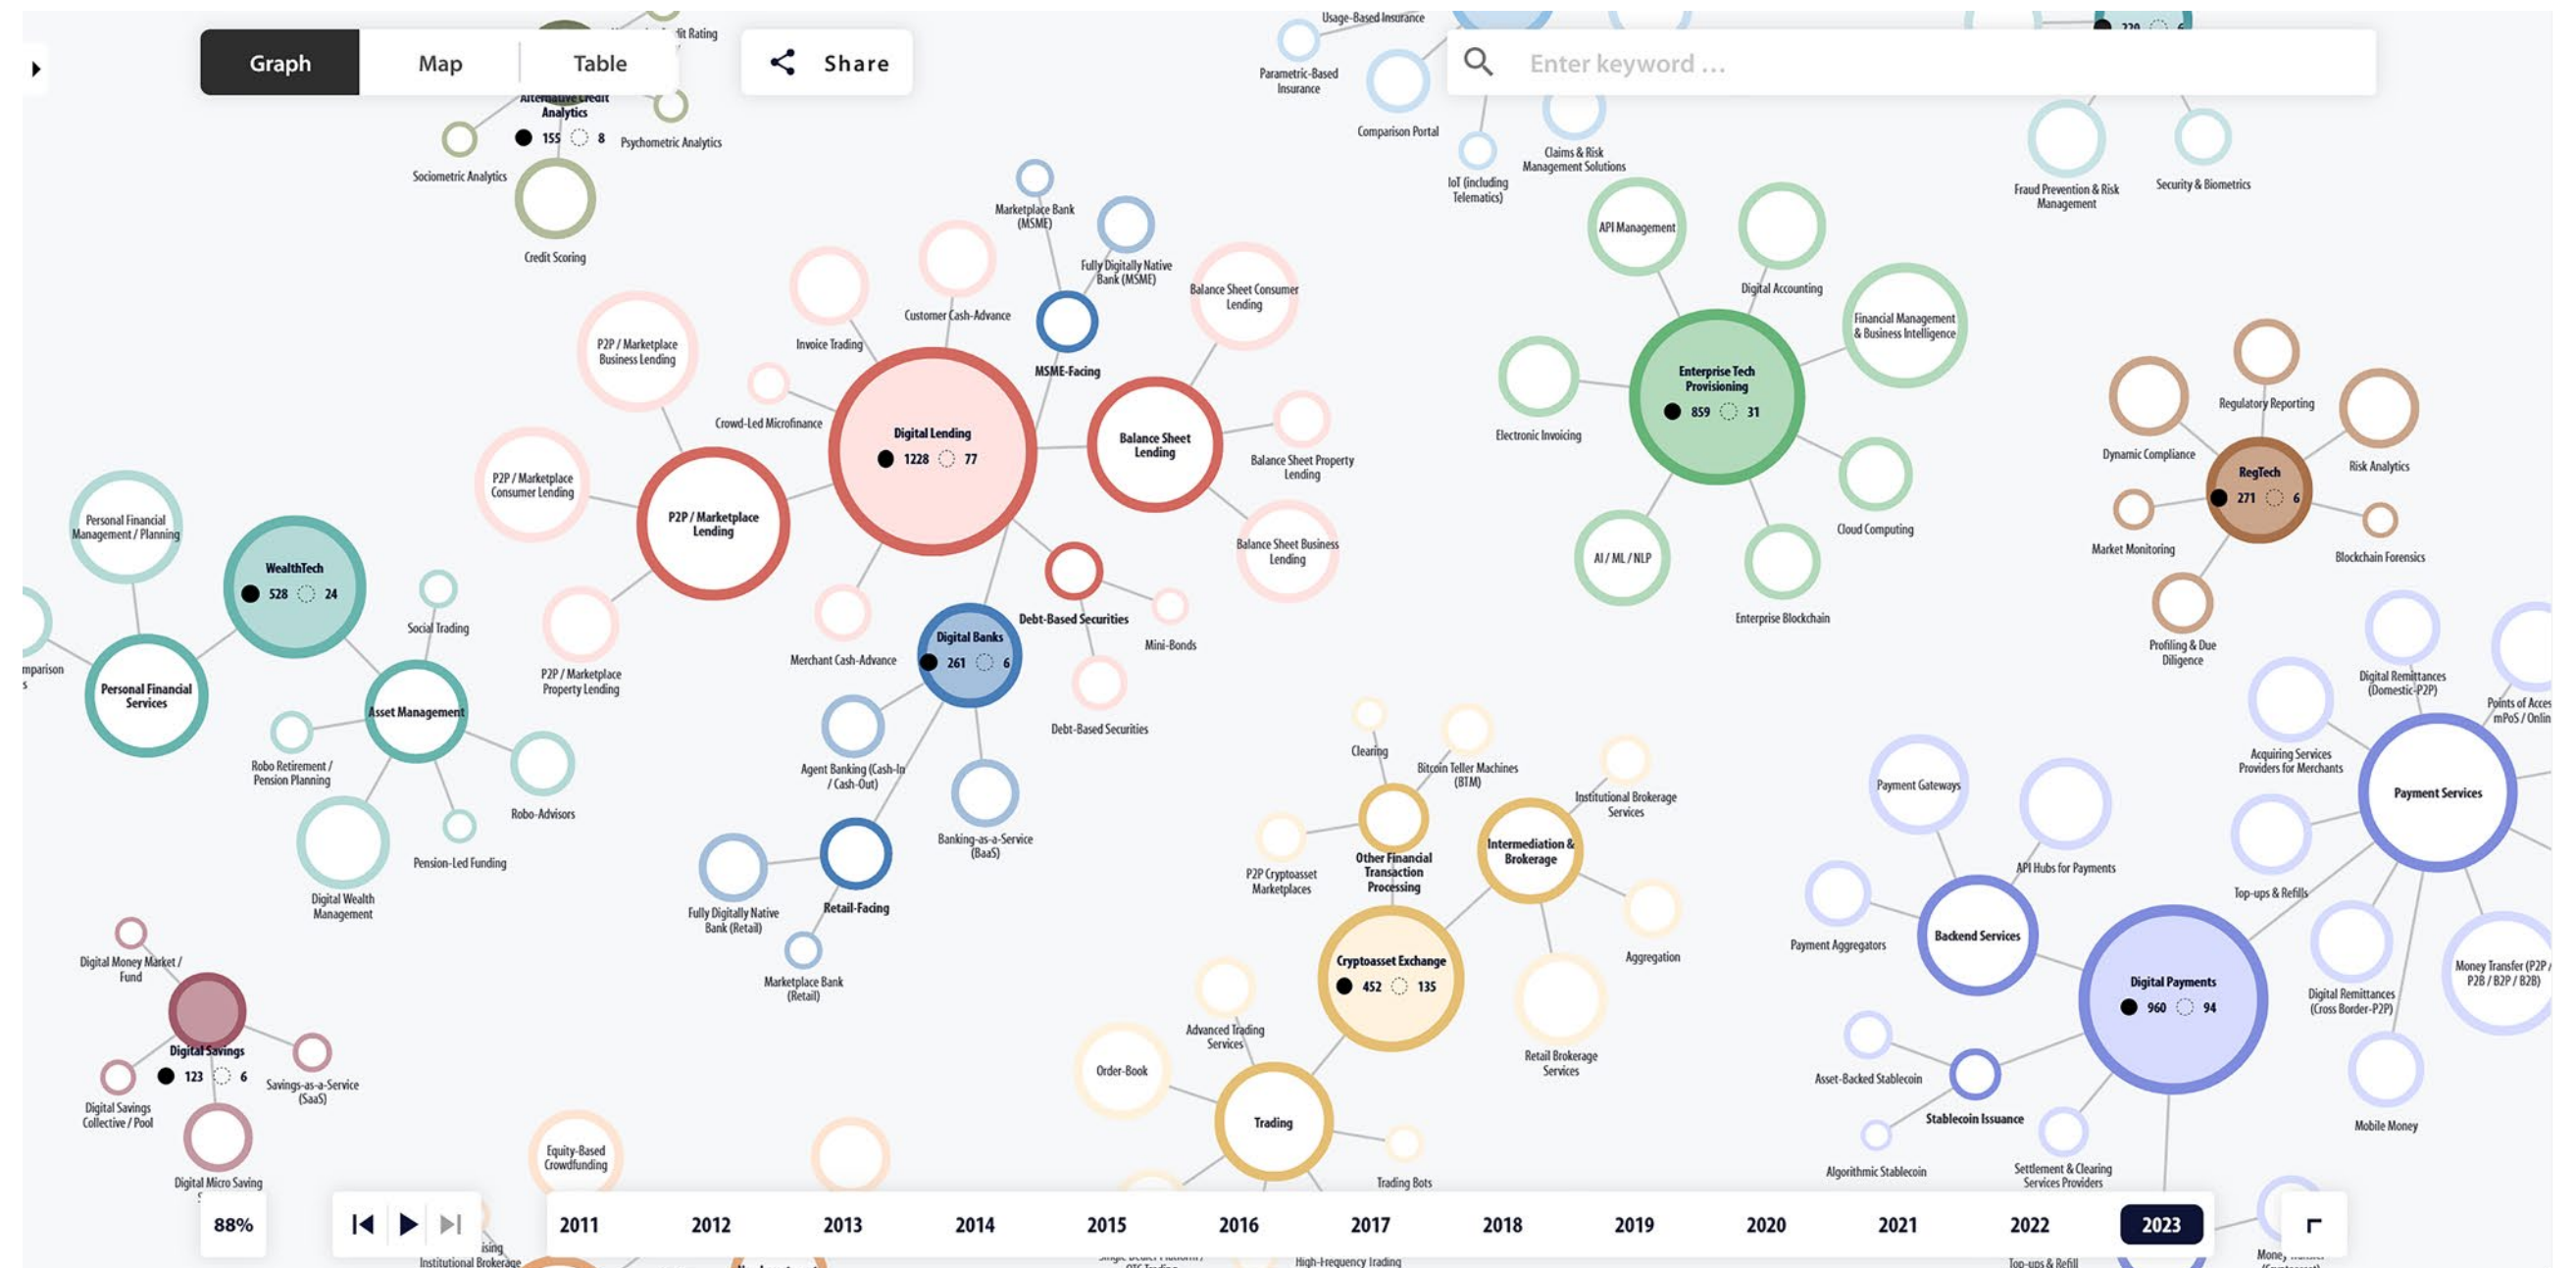 Graph
Map
Table
Share
Enter keyword ...
Usage-Based Insurance
Parametric-Based
Insurance
Comparison Portal
IoT (including
Telematics)
Claims & Risk
Management Solutions
220
6
Fraud Prevention & Risk
Management
Security & Biometrics
Alternative Credit
Analytics
155
8
Psychometric Analytics
Sociometric Analytics
Credit Scoring
Marketplace Bank
(MSME)
Fully Digitally Native
Bank (MSME)
MSME-Facing
Customer Cash-Advance
Invoice Trading
Crowd-Led Microfinance
P2P / Marketplace
Business Lending
P2P / Marketplace
Consumer Lending
P2P / Marketplace
Lending
P2P / Marketplace
Property Lending
Digital Lending
1228
77
Balance Sheet
Lending
Balance Sheet Consumer
Lending
Balance Sheet Property
Lending
Balance Sheet Business
Lending
Debt-Based Securities
Mini-Bonds
Debt-Based Securities
Merchant Cash-Advance
Digital Banks
261
6
Agent Banking (Cash-In
/ Cash-Out)
Banking-as-a-Service
(BaaS)
Retail-Facing
Fully Digitally Native
Bank (Retail)
Marketplace Bank
(Retail)
API Management
Digital Accounting
Financial Management
& Business Intelligence
Enterprise Tech
Provisioning
859
31
Electronic Invoicing
Cloud Computing
AI / ML / NLP
Enterprise Blockchain
Regulatory Reporting
Dynamic Compliance
Risk Analytics
RegTech
271
6
Market Monitoring
Blockchain Forensics
Profiling & Due
Diligence
Personal Financial
Management / Planning
WealthTech
528
24
Social Trading
Personal Financial
Services
Asset Management
Robo Retirement /
Pension Planning
Robo-Advisors
Pension-Led Funding
Digital Wealth
Management
Digital Money Market /
Fund
Digital Savings
123
6
Savings-as-a-Service
(SaaS)
Digital Savings
Collective / Pool
Digital Micro Saving
Clearing
Bitcoin Teller Machines
(BTM)
Institutional Brokerage
Services
P2P Cryptoasset
Marketplaces
Other Financial
Transaction
Processing
Intermediation &
Brokerage
Aggregation
Retail Brokerage
Services
Cryptoasset Exchange
452
135
Advanced Trading
Services
Order-Book
Trading
Trading Bots
High-Frequency Trading
Payment Gateways
API Hubs for Payments
Payment Aggregators
Backend Services
Digital Payments
960
94
Asset-Backed Stablecoin
Stablecoin Issuance
Algorithmic Stablecoin
Settlement & Clearing
Services Providers
Digital Remittances
(Domestic-P2P)
Points of Acces
mPoS / Onlin
Acquiring Services
Providers for Merchants
Payment Services
Top-ups & Refills
Digital Remittances
(Cross Border-P2P)
Money Transfer (P2P /
P2B / B2P / B2B)
Mobile Money
Equity-Based
Crowdfunding
88%
2011
2012
2013
2014
2015
2016
2017
2018
2019
2020
2021
2022
2023
Institutional Brokerage
Top-ups & Refill